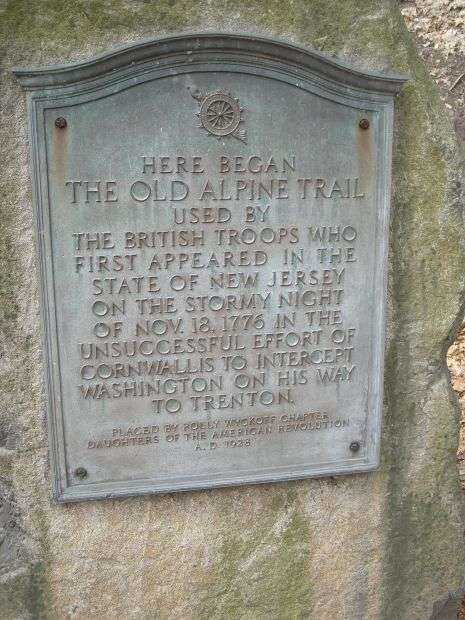 HERE BEGAN
THE OLD ALPINE TRAIL
USED BY
THE BRITISH TROOPS WHO
FIRST APPEARED IN THE
STATE OF NEW JERSEY
ON THE STORMY NIGHT
OF NOV. 18, 1776 IN THE
UNSUCCESSFUL EFFORT OF
CORNWALLIS TO INTERCEPT
WASHINGTON ON HIS WAY
TO TRENTON.
PLACED BY POLLY WYCKOFF CHAPTER
DAUGHTERS OF THE AMERICAN REVOLUTION
A. D. 1928